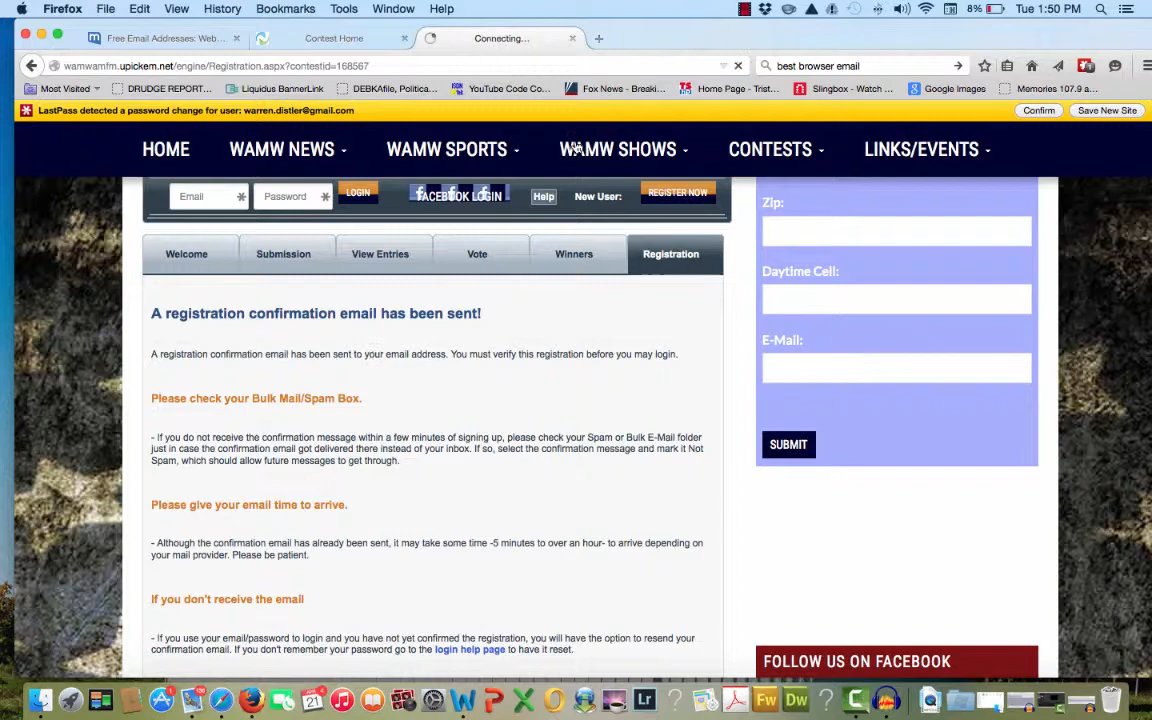 Firefox File Edit View History Bookmarks Tools Window Help 8% Tue 1:50 PM
Free Email Addresses: Web... × Contest Home × Connecting... × +
wamwamfm.upickem.net/engine/Registration.aspx?contestid=168567 best browser email
Most Visited DRUDGE REPORT... Liquidus BannerLink DEBKAfile, Politica... YouTube Code Co... Fox News - Breaki... Home Page - Trist... Slingbox - Watch ... Google Images Memories 107.9 a...
LastPass detected a password change for user: warren.distler@gmail.com Confirm Save New Site
HOME WAMW NEWS WAMW SPORTS WAMW SHOWS CONTESTS LINKS/EVENTS
Email Password LOGIN FACEBOOK LOGIN Help New User: REGISTER NOW
Welcome Submission View Entries Vote Winners Registration
A registration confirmation email has been sent!
A registration confirmation email has been sent to your email address. You must verify this registration before you may login.
Please check your Bulk Mail/Spam Box.
- If you do not receive the confirmation message within a few minutes of signing up, please check your Spam or Bulk E-Mail folder
just in case the confirmation email got delivered there instead of your inbox. If so, select the confirmation message and mark it Not
Spam, which should allow future messages to get through.
Please give your email time to arrive.
- Although the confirmation email has already been sent, it may take some time -5 minutes to over an hour- to arrive depending on
your mail provider. Please be patient.
If you don't receive the email
- If you use your email/password to login and you have not yet confirmed the registration, you will have the option to resend your
confirmation email. If you don't remember your password go to the login help page to have it reset.
Zip:
Daytime Cell:
E-Mail:
SUBMIT
FOLLOW US ON FACEBOOK
21 Lr Fw Dw